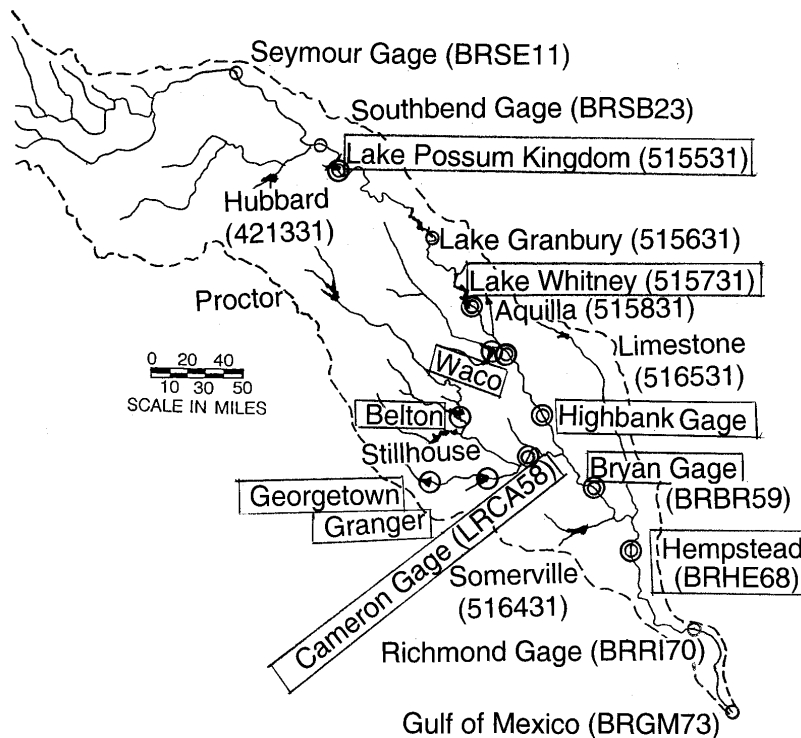 Seymour Gage (BRSE11)
Southbend Gage (BRSB23)
Lake Possum Kingdom (515531)
Hubbard
(421331)
Lake Granbury (515631)
Lake Whitney (515731)
Proctor
Aquilla (515831)
Limestone
(516531)
0 20 40
10 30 50
SCALE IN MILES
Waco
Belton
Highbank Gage
Stillhouse
Bryan Gage
(BRBR59)
Georgetown
Granger
Cameron Gage (LRCA58)
Hempstead
(BRHE68)
Somerville
(516431)
Richmond Gage (BRRI70)
Gulf of Mexico (BRGM73)